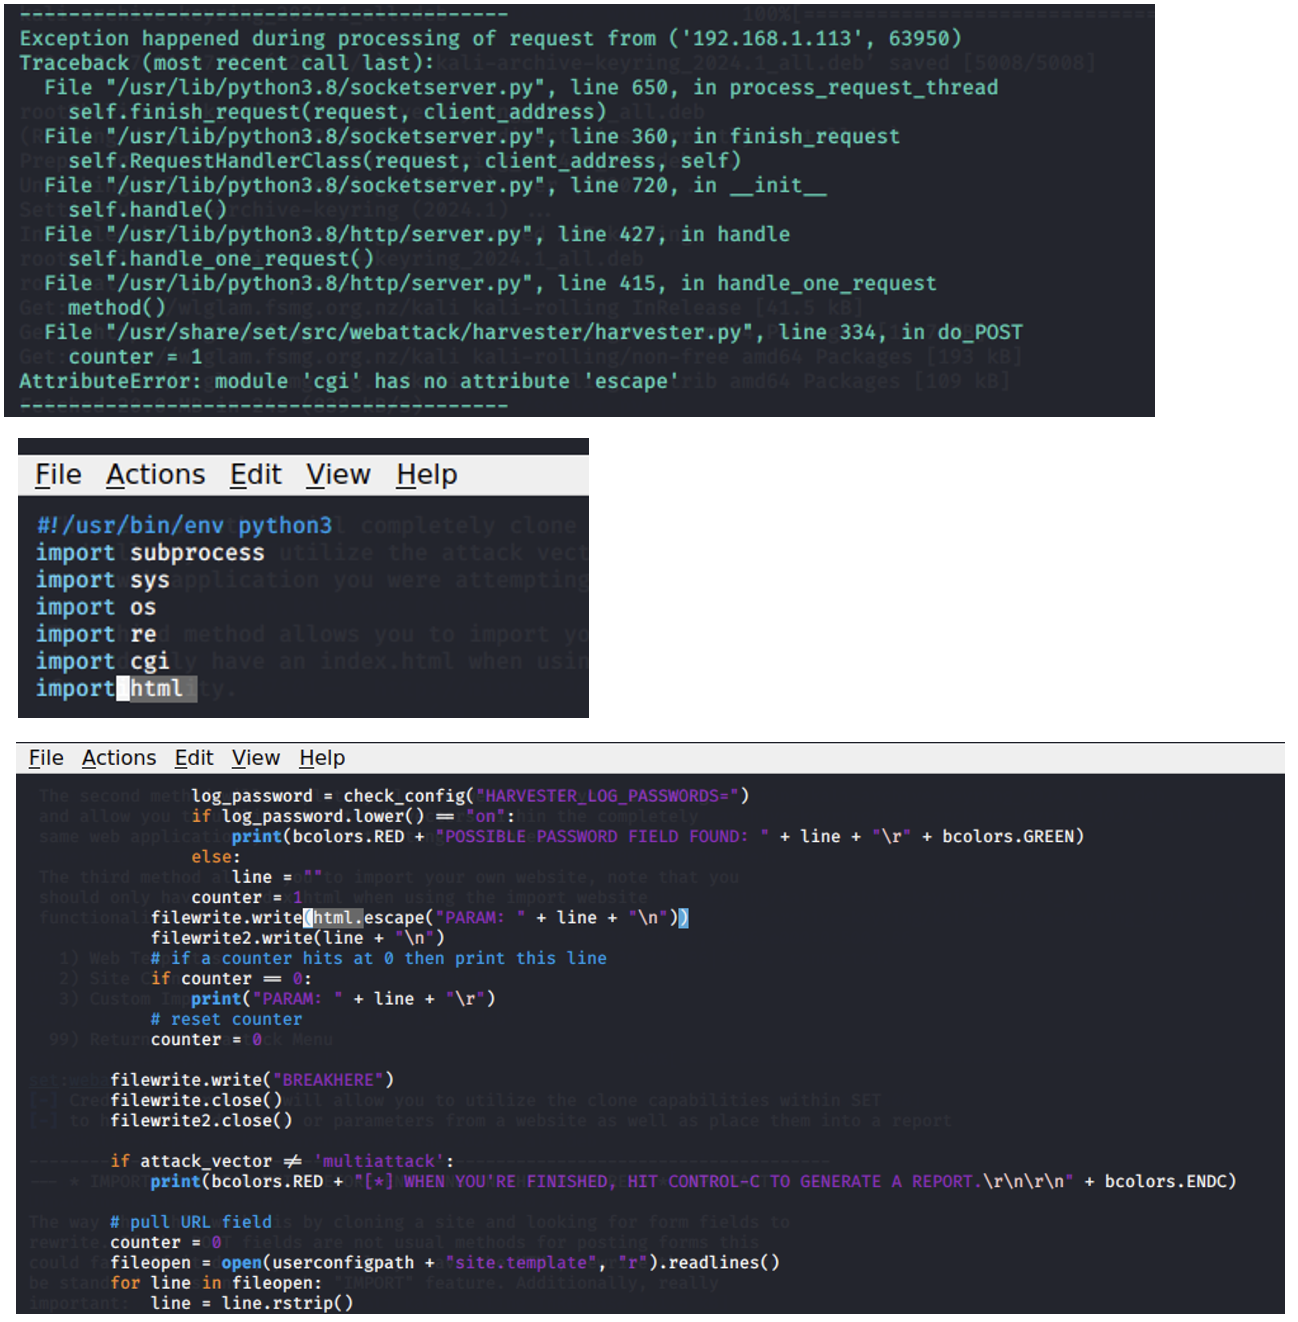 ----------------------------------------
Exception happened during processing of request from ('192.168.1.113', 63950)
Traceback (most recent call last):
  File "/usr/lib/python3.8/socketserver.py", line 650, in process_request_thread
    self.finish_request(request, client_address)
  File "/usr/lib/python3.8/socketserver.py", line 360, in finish_request
    self.RequestHandlerClass(request, client_address, self)
  File "/usr/lib/python3.8/socketserver.py", line 720, in __init__
    self.handle()
  File "/usr/lib/python3.8/http/server.py", line 427, in handle
    self.handle_one_request()
  File "/usr/lib/python3.8/http/server.py", line 415, in handle_one_request
    method()
  File "/usr/share/set/src/webattack/harvester/harvester.py", line 334, in do_POST
    counter = 1
AttributeError: module 'cgi' has no attribute 'escape'
----------------------------------------
File Actions Edit View Help
#!/usr/bin/env python3
import subprocess
import sys
import os
import re
import cgi
import html
File Actions Edit View Help
                log_password = check_config("HARVESTER_LOG_PASSWORDS=")
                if log_password.lower() == "on":
                    print(bcolors.RED + "POSSIBLE PASSWORD FIELD FOUND: " + line + "\r" + bcolors.GREEN)
                else:
                    line = ""
                counter = 1
            filewrite.write(html.escape("PARAM: " + line + "\n"))
            filewrite2.write(line + "\n")
            # if a counter hits at 0 then print this line
            if counter == 0:
                print("PARAM: " + line + "\r")
            # reset counter
            counter = 0
        filewrite.write("BREAKHERE")
        filewrite.close()
        filewrite2.close()
        if attack_vector != 'multiattack':
            print(bcolors.RED + "[*] WHEN YOU'RE FINISHED, HIT CONTROL-C TO GENERATE A REPORT.\r\n\r\n" + bcolors.ENDC)
        # pull URL field
        counter = 0
        fileopen = open(userconfigpath + "site.template", "r").readlines()
        for line in fileopen:
            line = line.rstrip()